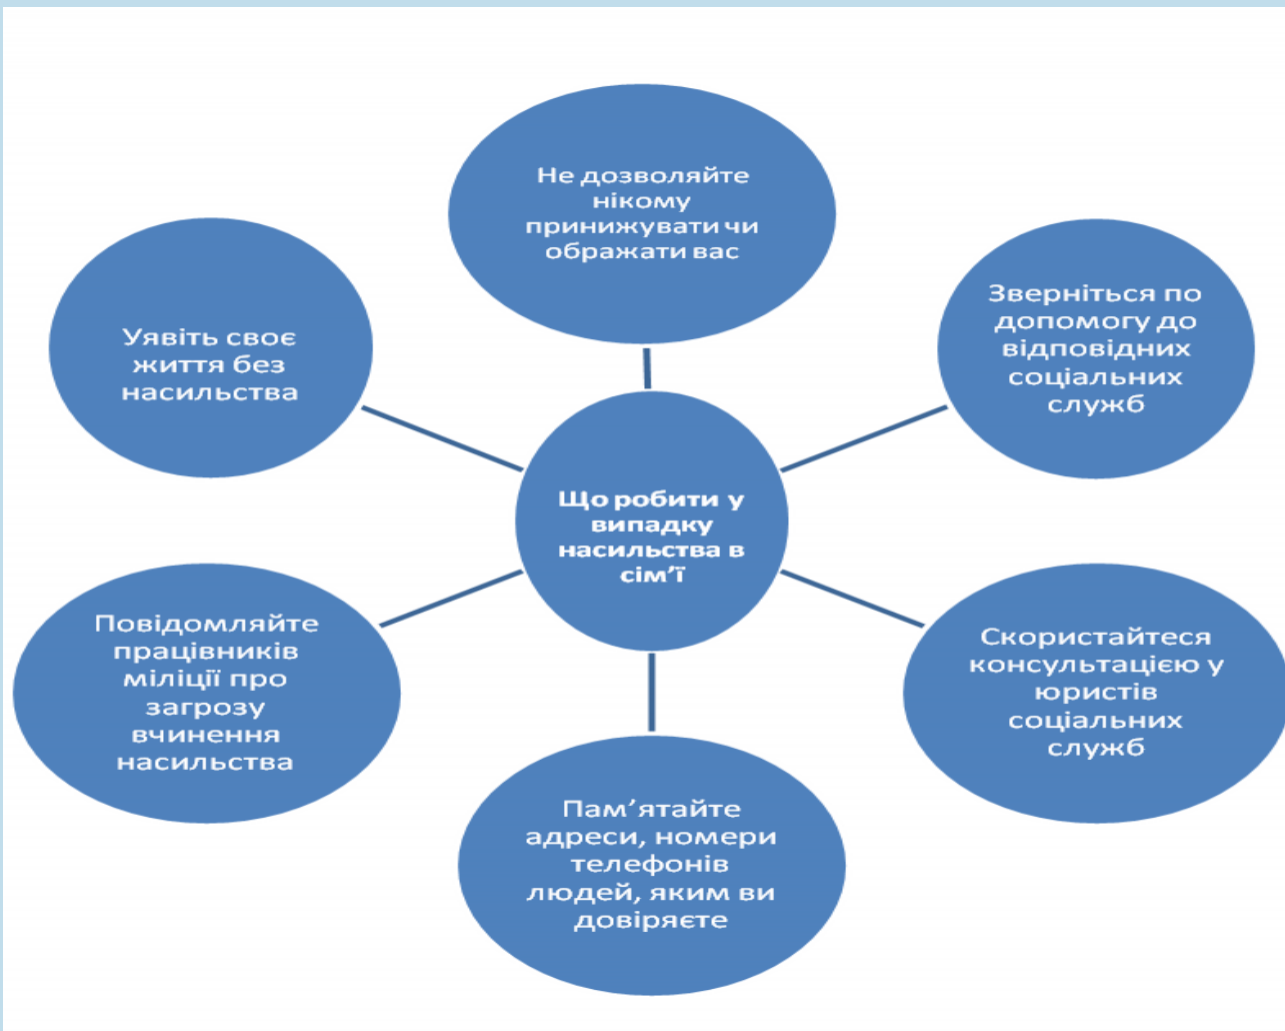 Не дозволяйте
нікому
принижувати чи
ображати вас
Зверніться по
допомогу до
відповідних
соціальних
служб
Скористайтеся
консультацією у
юристів
соціальних
служб
Пам’ятайте
адреси, номери
телефонів
людей, яким ви
довіряєте
Повідомляйте
працівників
міліції про
загрозу
вчинення
насильства
Уявіть своє
життя без
насильства
Що робити у
випадку
насильства в
сім’ї